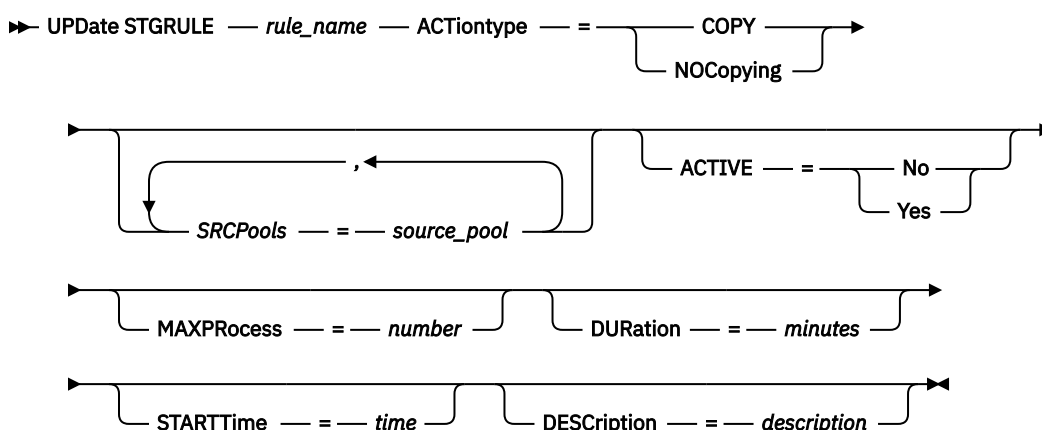 UPDate STGRULE rule_name ACTiontype = COPY
NOCopying
,
SRCPools = source_pool
ACTIVE = No
Yes
MAXPRocess = number DURation = minutes
STARTTime = time DESCription = description